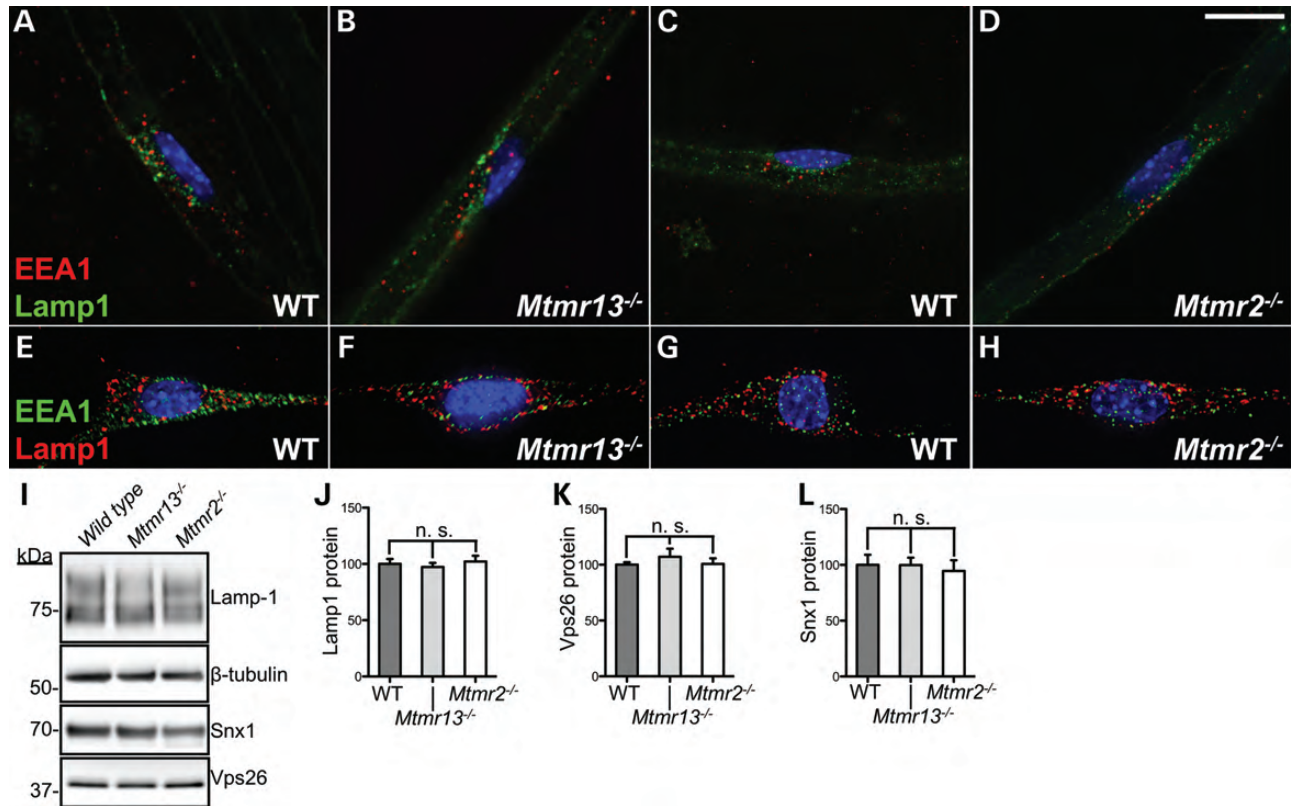 A
B
C
D
EEA1
Lamp1
WT
Mtmr13-/-
WT
Mtmr2-/-
E
F
G
H
EEA1
Lamp1
WT
Mtmr13-/-
WT
Mtmr2-/-
I
Wild type
Mtmr13-/-
Mtmr2-/-
kDa
75-
Lamp-1
β-tubulin
50-
70-
Snx1
Vps26
37-
J
n. s.
150
100
50
0
Lamp1 protein
WT
Mtmr2-/-
Mtmr13-/-
K
n. s.
150
100
50
0
Vps26 protein
WT
Mtmr2-/-
Mtmr13-/-
L
n. s.
150
100
50
0
Snx1 protein
WT
Mtmr2-/-
Mtmr13-/-